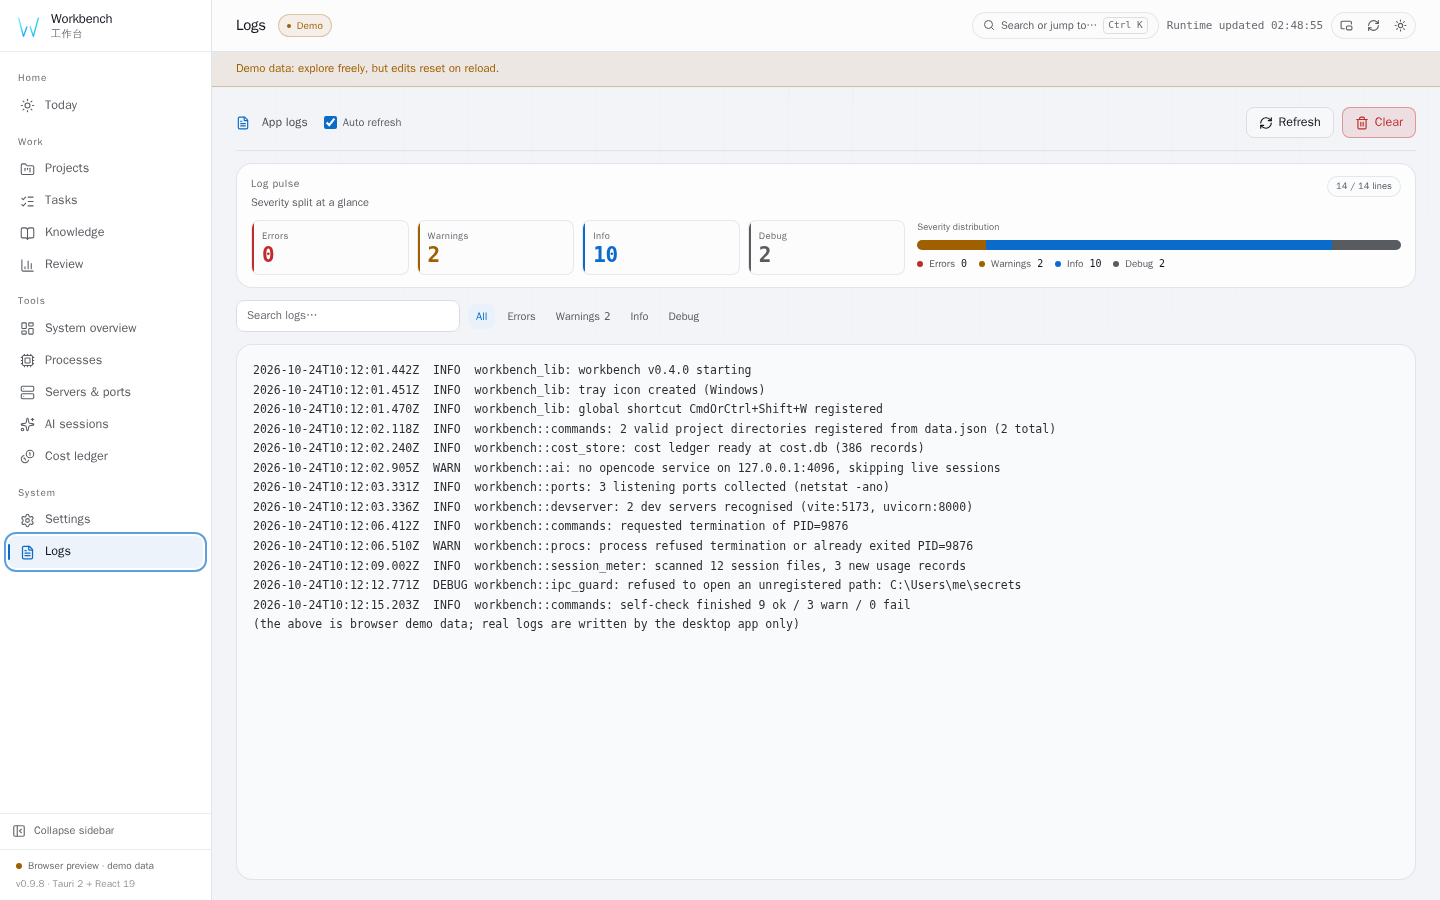 Workbench
工作台
Home
Today
Work
Projects
Tasks
Knowledge
Review
Tools
System overview
Processes
Servers & ports
AI sessions
Cost ledger
System
Settings
Logs
Collapse sidebar
Browser preview · demo data
v0.9.8 · Tauri 2 + React 19
Logs
Demo
Search or jump to··· Ctrl K
Runtime updated 02:48:55
Demo data: explore freely, but edits reset on reload.
App logs
Auto refresh
Refresh
Clear
Log pulse
Severity split at a glance
14 / 14 lines
Errors
0
Warnings
2
Info
10
Debug
2
Severity distribution
Errors 0 Warnings 2 Info 10 Debug 2
Search logs···
All Errors Warnings 2 Info Debug
2026-10-24T10:12:01.442Z INFO workbench_lib: workbench v0.4.0 starting
2026-10-24T10:12:01.451Z INFO workbench_lib: tray icon created (Windows)
2026-10-24T10:12:01.470Z INFO workbench_lib: global shortcut CmdOrCtrl+Shift+W registered
2026-10-24T10:12:02.118Z INFO workbench::commands: 2 valid project directories registered from data.json (2 total)
2026-10-24T10:12:02.240Z INFO workbench::cost_store: cost ledger ready at cost.db (386 records)
2026-10-24T10:12:02.905Z WARN workbench::ai: no opencode service on 127.0.0.1:4096, skipping live sessions
2026-10-24T10:12:03.331Z INFO workbench::ports: 3 listening ports collected (netstat -ano)
2026-10-24T10:12:03.336Z INFO workbench::devserver: 2 dev servers recognised (vite:5173, uvicorn:8000)
2026-10-24T10:12:06.412Z INFO workbench::commands: requested termination of PID=9876
2026-10-24T10:12:06.510Z WARN workbench::procs: process refused termination or already exited PID=9876
2026-10-24T10:12:09.002Z INFO workbench::session_meter: scanned 12 session files, 3 new usage records
2026-10-24T10:12:12.771Z DEBUG workbench::ipc_guard: refused to open an unregistered path: C:\Users\me\secrets
2026-10-24T10:12:15.203Z INFO workbench::commands: self-check finished 9 ok / 3 warn / 0 fail
(the above is browser demo data; real logs are written by the desktop app only)